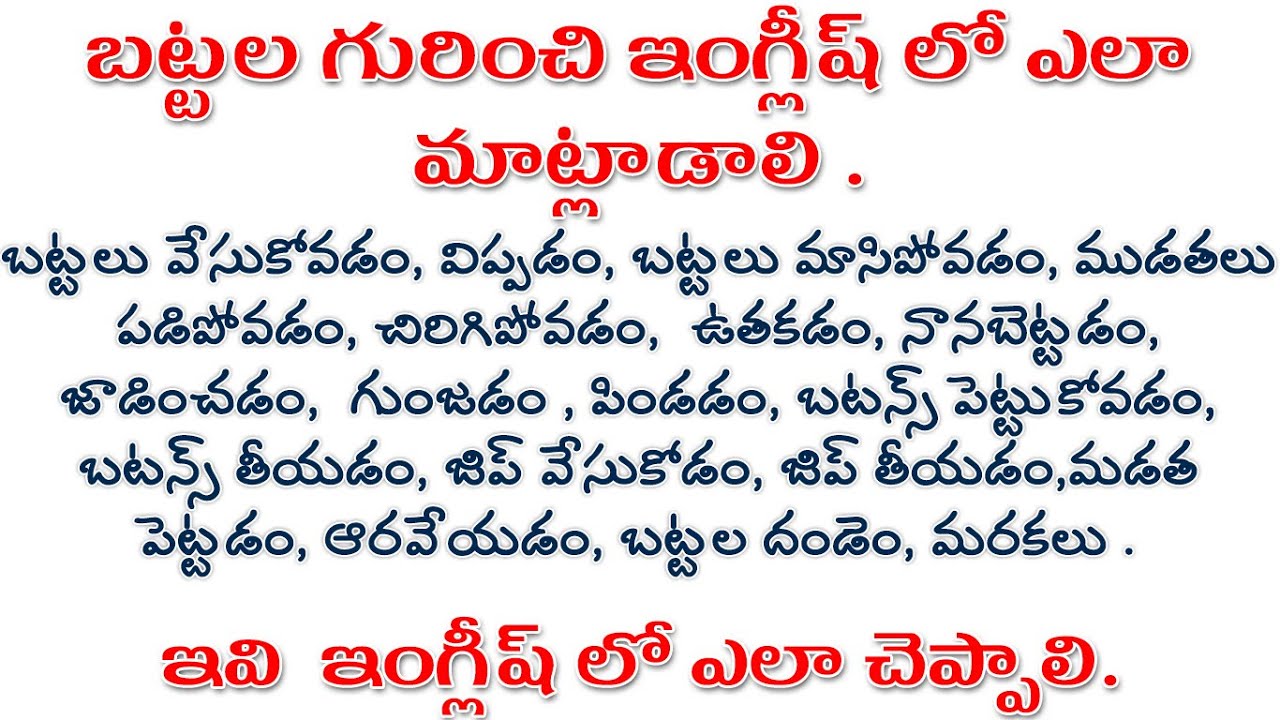 బట్టల గురించి ఇంగ్లీష్ లో ఎలా
మాట్లాడాలి .
బట్టలు వేసుకోవడం, విప్పడం, బట్టలు మాసిపోవడం, ముడతలు
పడిపోవడం, చిరిగిపోవడం, ఉతకడం, నానబెట్టడం,
జాడించడం, గుంజడం , పిండడం, బటన్స్ పెట్టుకోవడం,
బటన్స్ తీయడం, జిప్ వేసుకోడం, జిప్ తీయడం,మడత
పెట్టడం, ఆరవేయడం, బట్టల దండెం, మరకలు .
ఇవి ఇంగ్లీష్ లో ఎలా చెప్పాలి.